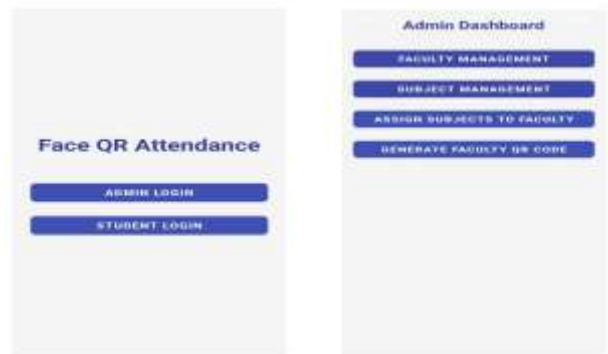 Face QR Attendance
ADMIN LOGIN
STUDENT LOGIN
Admin Dashboard
FACULTY MANAGEMENT
SUBJECT MANAGEMENT
ASSIGN SUBJECTS TO FACULTY
GENERATE FACULTY QR CODE